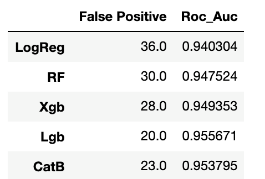 False Positive Roc_Auc
LogReg 36.0 0.940304
RF 30.0 0.947524
Xgb 28.0 0.949353
Lgb 20.0 0.955671
CatB 23.0 0.953795